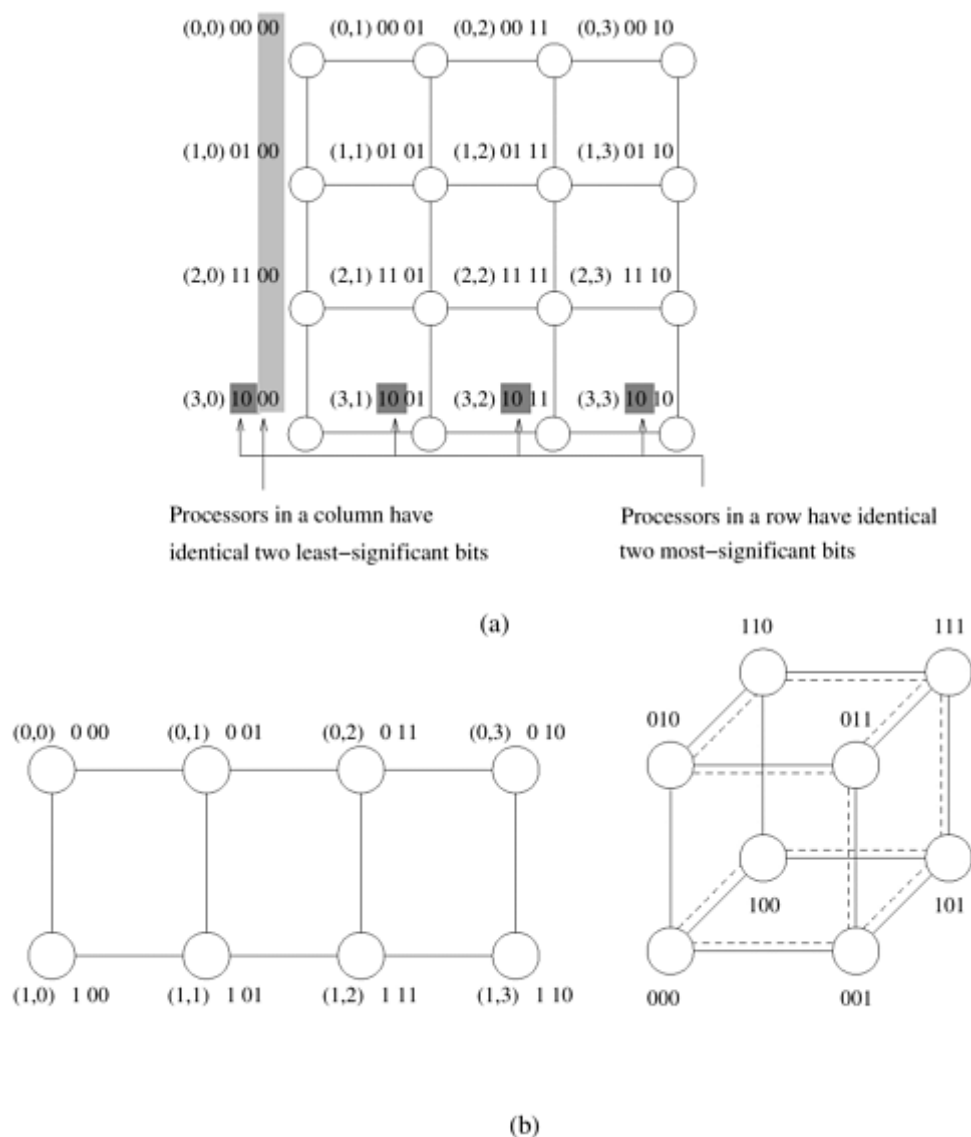 (0,0) 00 00 (0,1) 00 01 (0,2) 00 11 (0,3) 00 10
(1,0) 01 00 (1,1) 01 01 (1,2) 01 11 (1,3) 01 10
(2,0) 11 00 (2,1) 11 01 (2,2) 11 11 (2,3) 11 10
(3,0) 10 00 (3,1) 10 01 (3,2) 10 11 (3,3) 10 10
Processors in a column have
identical two least-significant bits
Processors in a row have identical
two most-significant bits
(a)
110 111
(0,0) 0 00 (0,1) 0 01 (0,2) 0 11 (0,3) 0 10
010 011
100 101
(1,0) 1 00 (1,1) 1 01 (1,2) 1 11 (1,3) 1 10
000 001
(b)